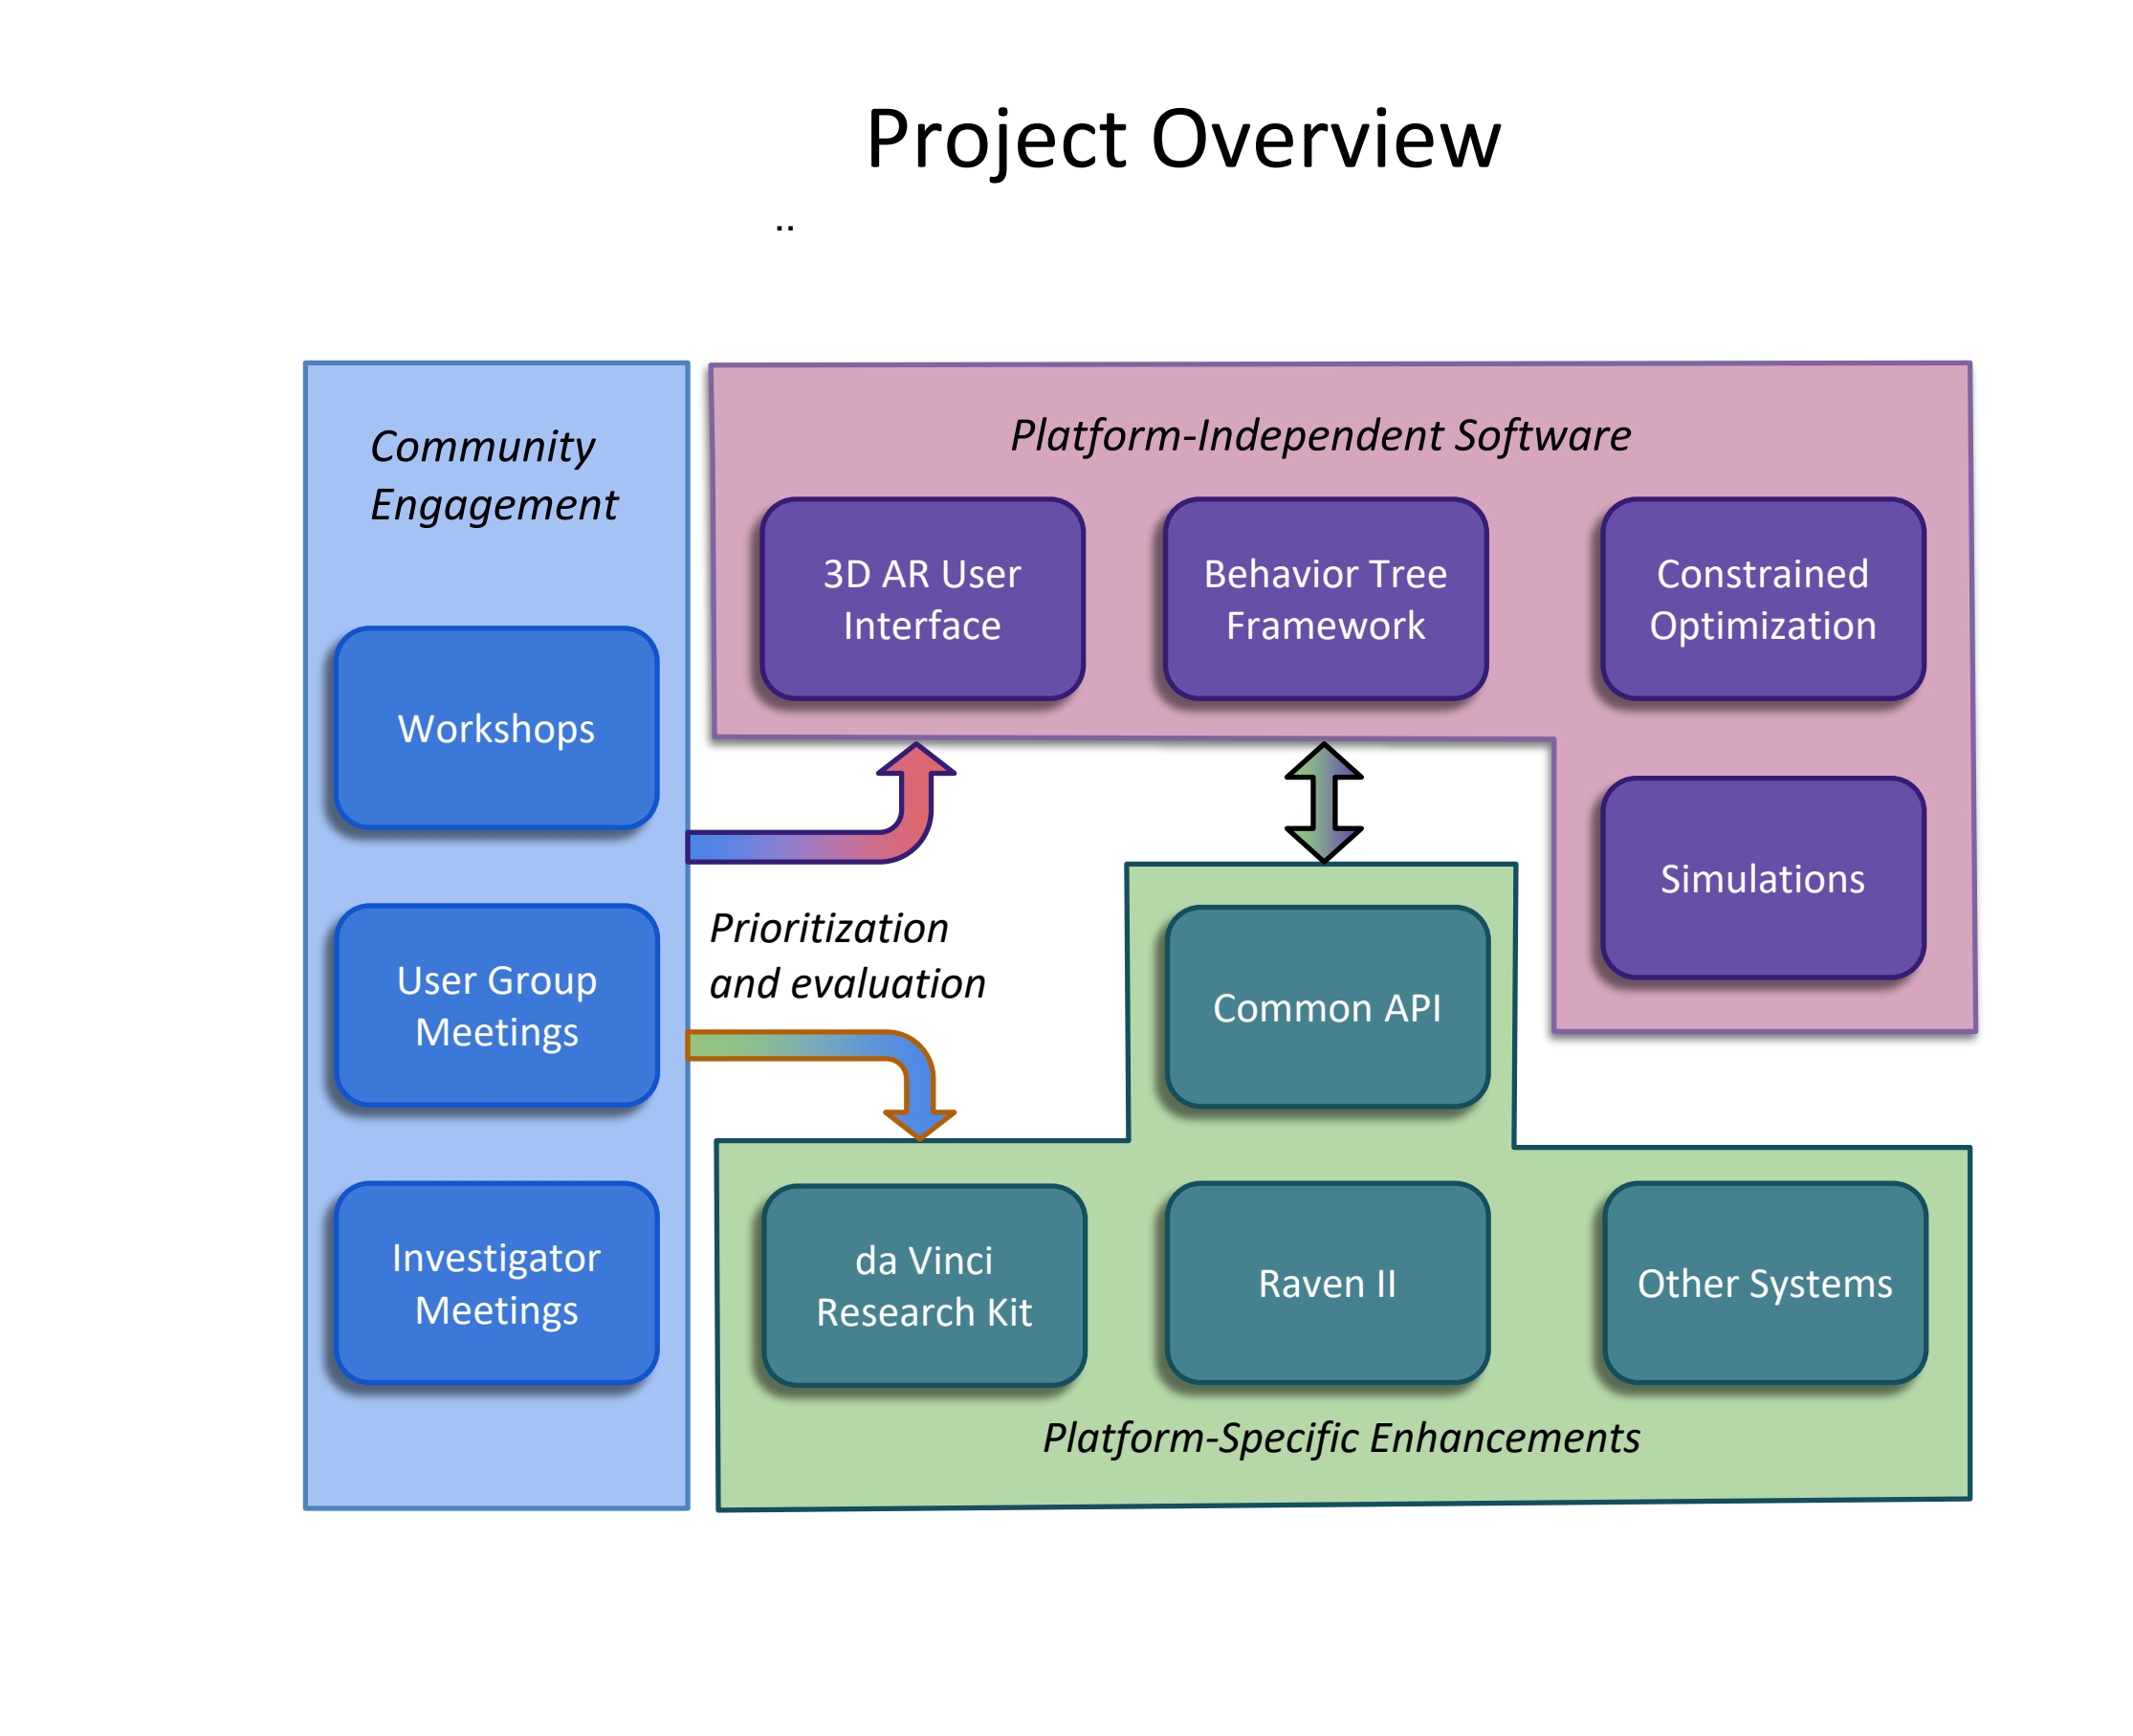 Project Overview
..
Community
Engagement
Workshops
User Group
Meetings
Investigator
Meetings
Platform-Independent Software
3D AR User
Interface
Behavior Tree
Framework
Constrained
Optimization
Simulations
Prioritization
and evaluation
Common API
da Vinci
Research Kit
Raven II
Other Systems
Platform-Specific Enhancements